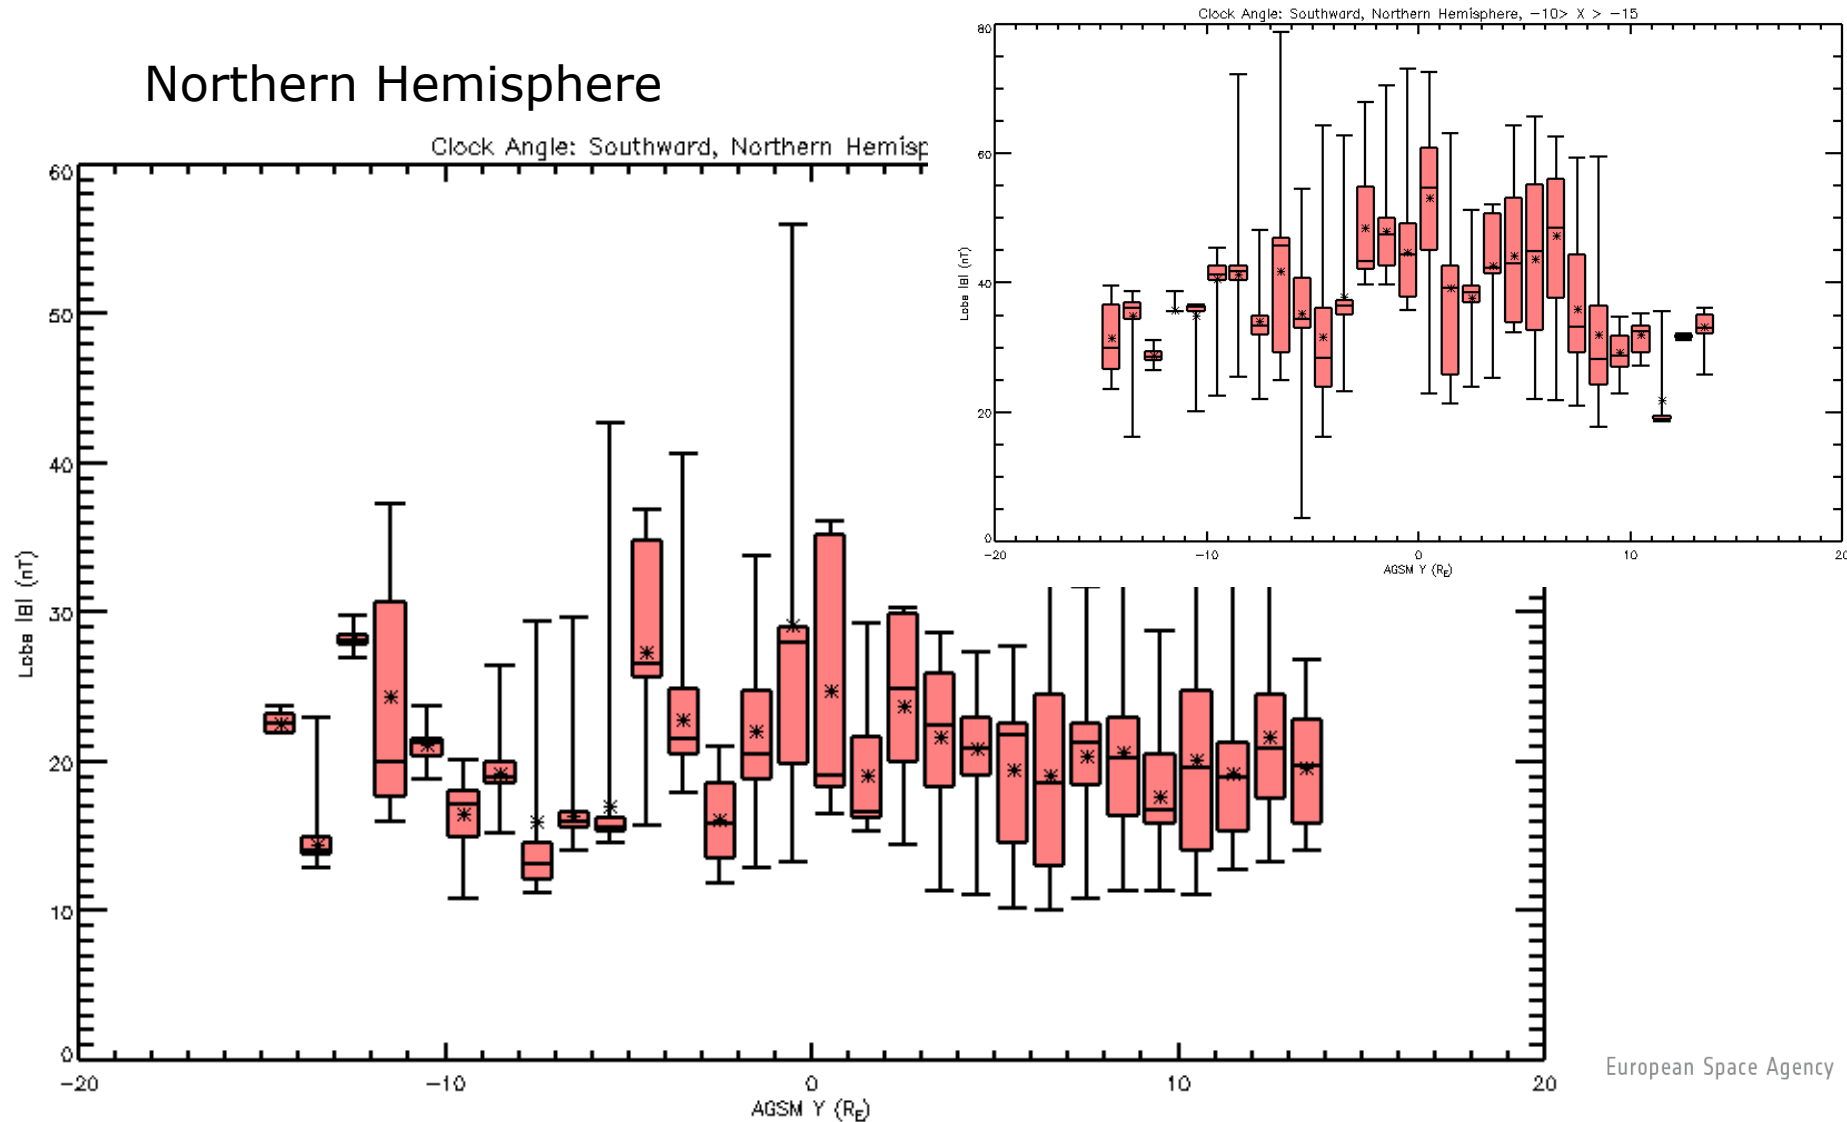 Northern Hemisphere
Clock Angle: Southward, Northern Hemisp
60
50
40
30
20
10
0
Lobe |B| (nT)
-20
-10
0
10
20
AGSM Y (RE)
Clock Angle: Southward, Northern Hemisphere, -10> X > -15
80
60
40
20
0
Lobe |B| (nT)
-20
-10
0
10
20
AGSM Y (RE)
European Space Agency